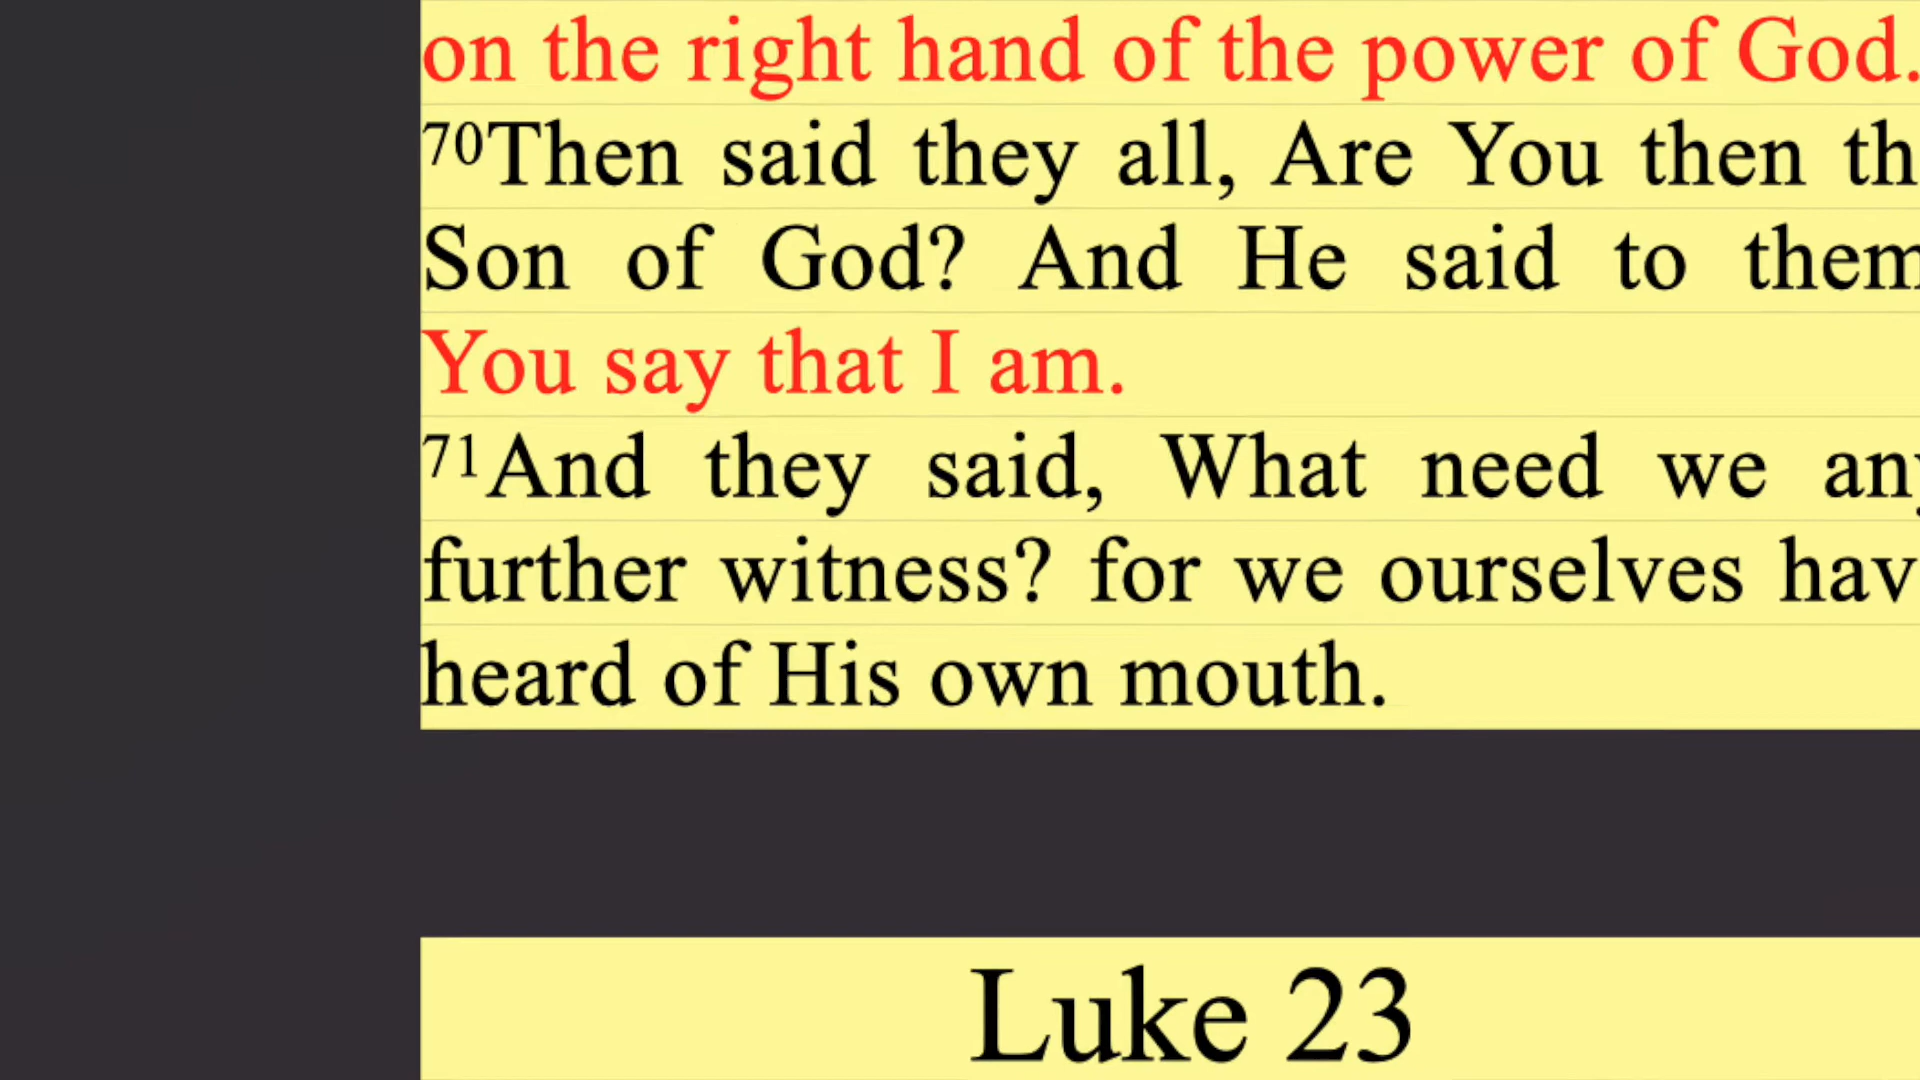 on the right hand of the power of God.
70Then said they all, Are You then th
Son of God? And He said to them
You say that I am.
71And they said, What need we any
further witness? for we ourselves hav
heard of His own mouth.
Luke 23